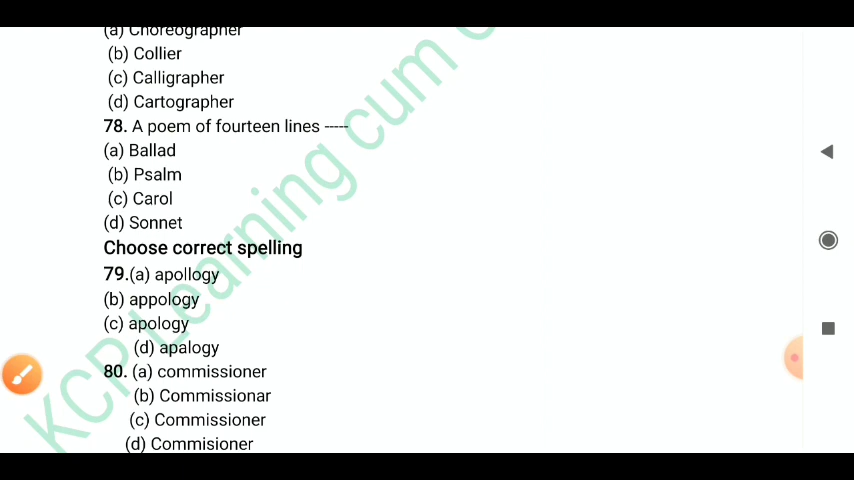 (a) Choreographer
(b) Collier
(c) Calligrapher
(d) Cartographer
78. A poem of fourteen lines -----
(a) Ballad
(b) Psalm
(c) Carol
(d) Sonnet
Choose correct spelling
79.(a) apollogy
(b) appology
(c) apology
(d) apalogy
80. (a) commissioner
(b) Commissionar
(c) Commissioner
(d) Commisioner
KCP Learning cum